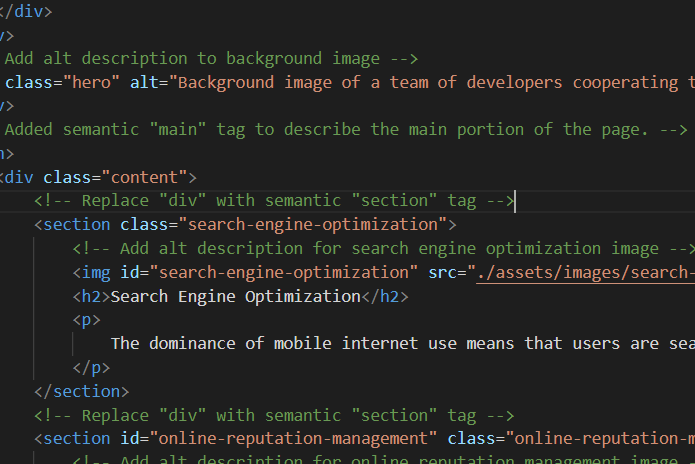 </div>
v>
Add alt description to background image -->
class="hero" alt="Background image of a team of developers cooperating t
v>
Added semantic "main" tag to describe the main portion of the page. -->
n>
<div class="content">
<!-- Replace "div" with semantic "section" tag -->
<section class="search-engine-optimization">
<!-- Add alt description for search engine optimization image -->
<img id="search-engine-optimization" src="./assets/images/search-
<h2>Search Engine Optimization</h2>
<p>
The dominance of mobile internet use means that users are sea
</p>
</section>
<!-- Replace "div" with semantic "section" tag -->
<section id="online-reputation-management" class="online-reputation-m
<!-- Add alt description for online reputation management image